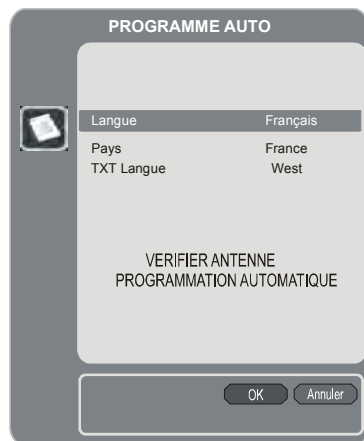 PROGRAMME AUTO
Langue Français
Pays France
TXT Langue West
VERIFIER ANTENNE
PROGRAMMATION AUTOMATIQUE
OK Annuler